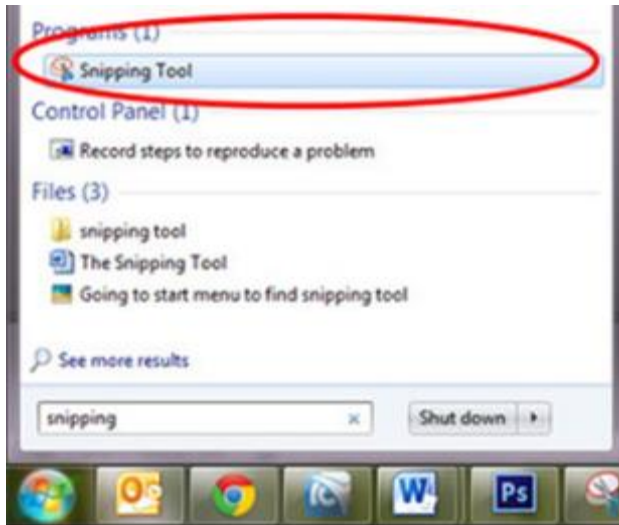 Programs (1)
Snipping Tool
Control Panel (1)
Record steps to reproduce a problem
Files (3)
snipping tool
The Snipping Tool
Going to start menu to find snipping tool
See more results
snipping × Shut down
O W Ps